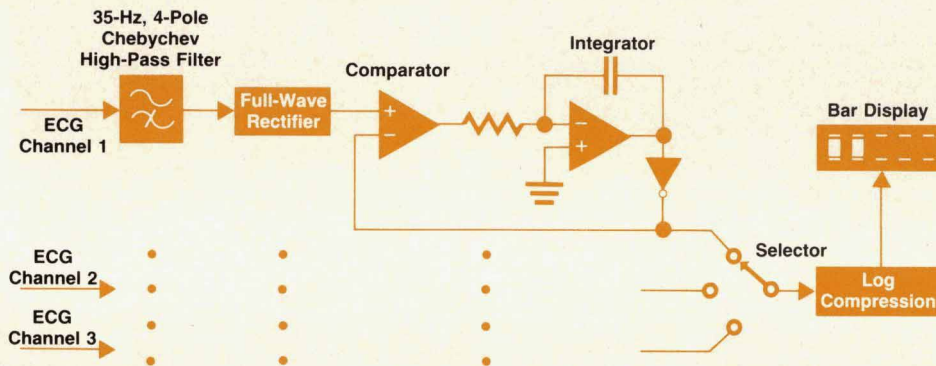 35-Hz, 4-Pole
Chebychev
High-Pass Filter
ECG
Channel 1
Full-Wave
Rectifier
Comparator
+
−
Integrator
−
+
Bar Display
ECG
Channel 2
ECG
Channel 3
Selector
Log
Compression